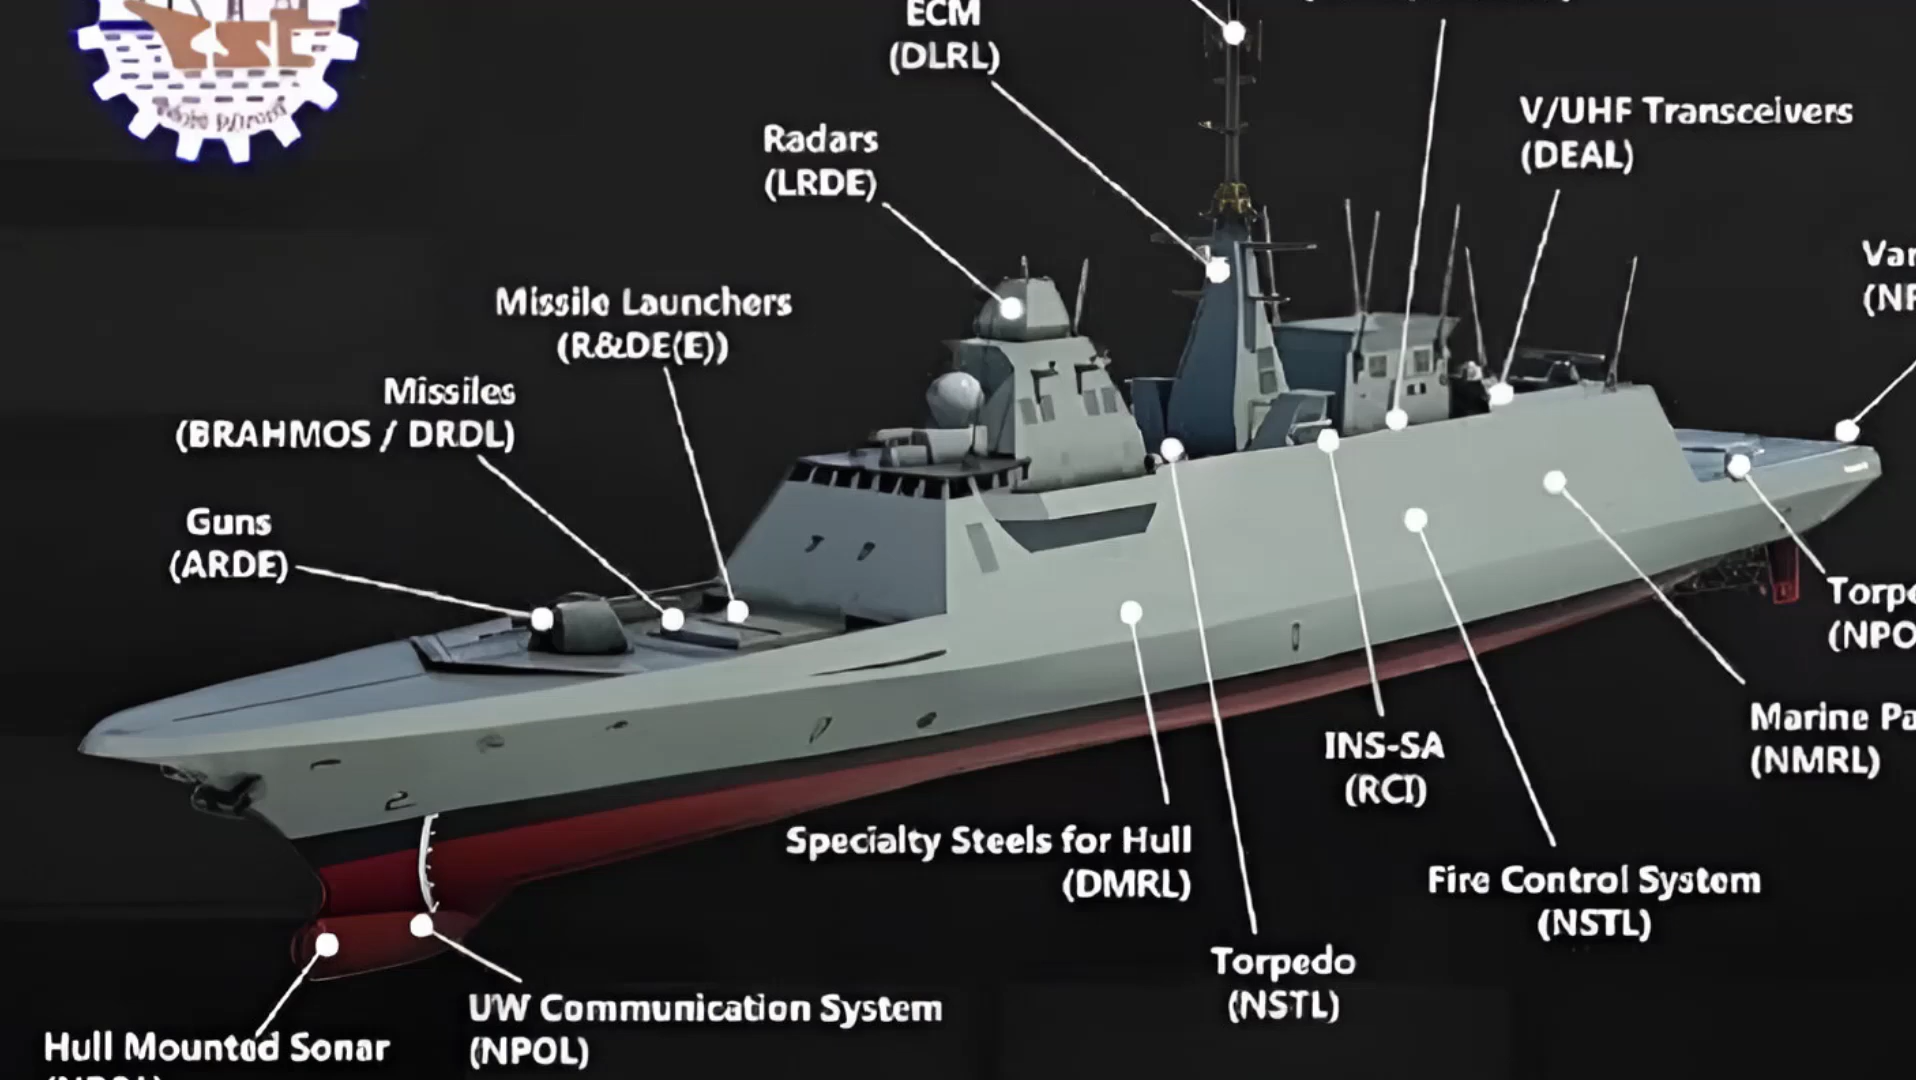 ECM
(DLRL)
V/UHF Transceivers
(DEAL)
Radars
(LRDE)
Missile Launchers
(R&DE(E))
Missiles
(BRAHMOS / DRDL)
Guns
(ARDE)
INS-SA
(RCI)
Marine
(NMRL)
Specialty Steels for Hull
(DMRL)
Fire Control System
(NSTL)
Torpedo
(NSTL)
UW Communication System
(NPOL)
Hull Mounted Sonar